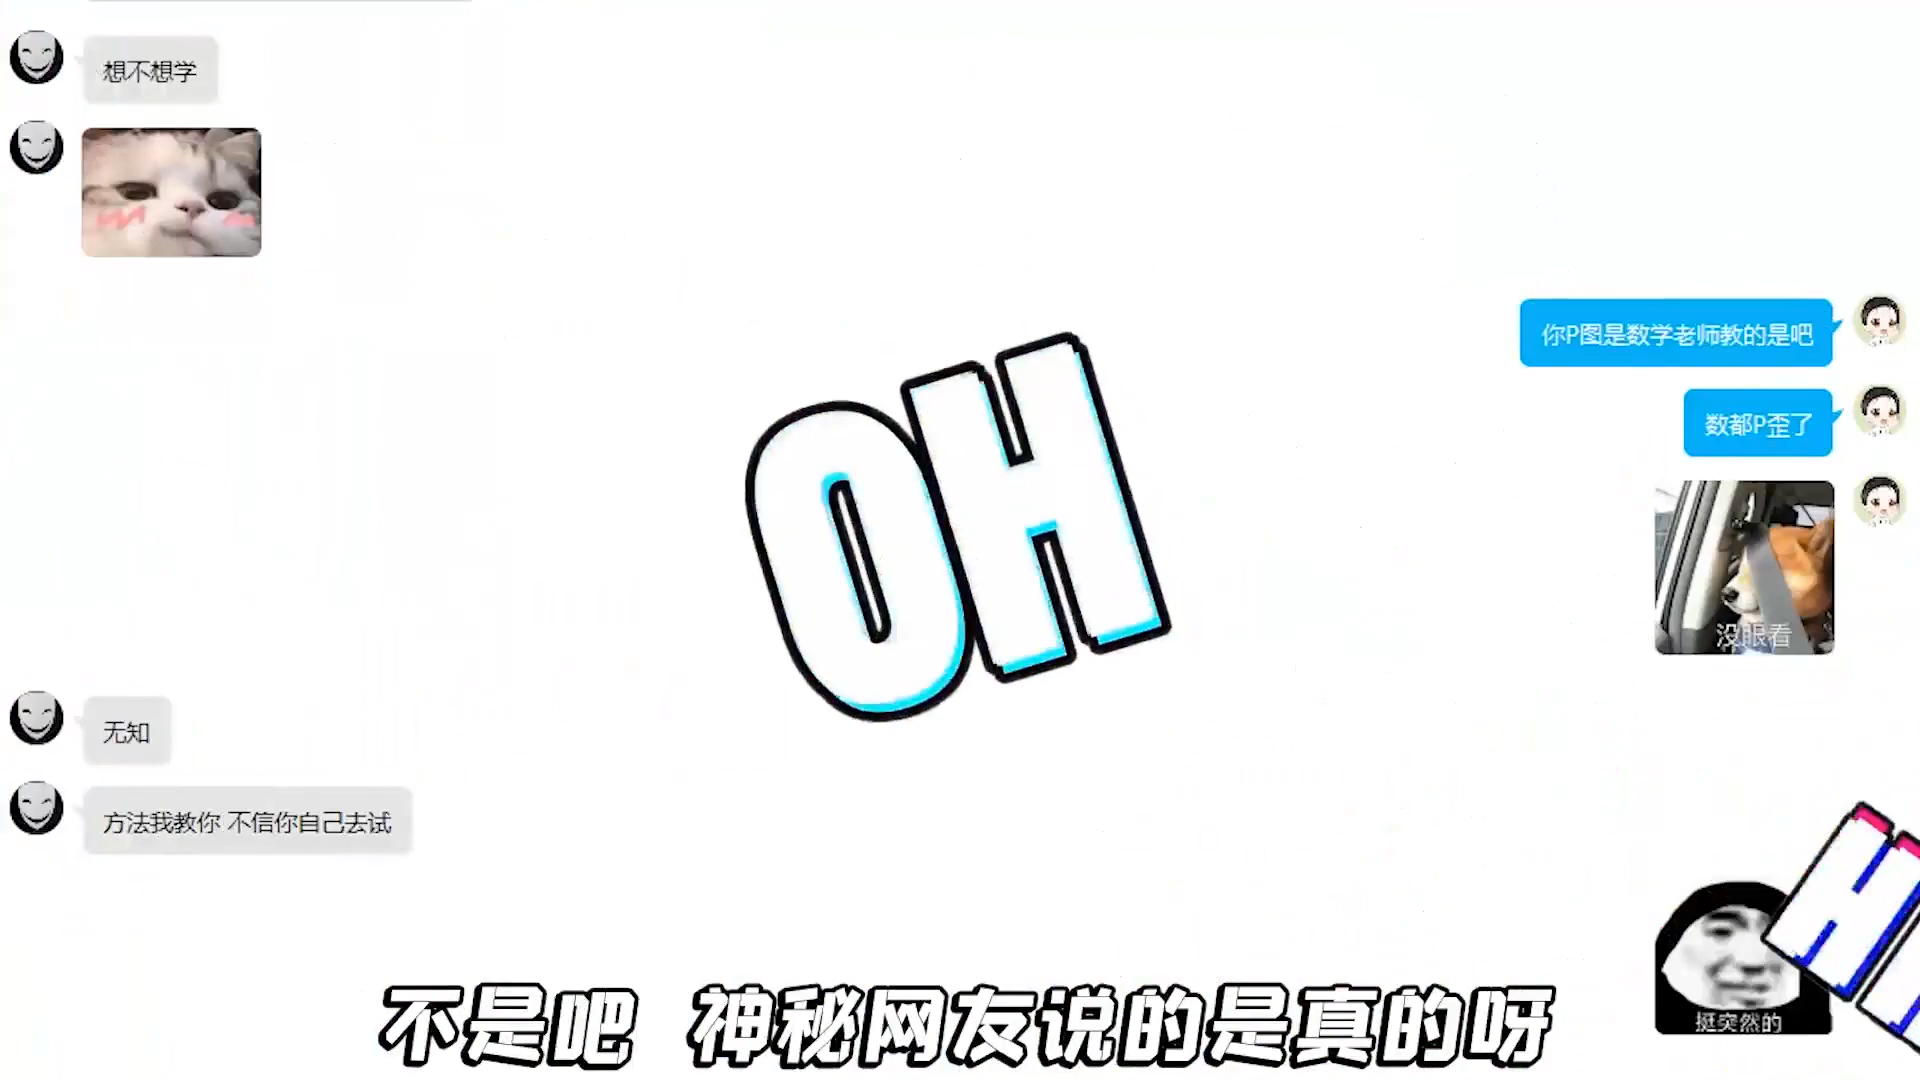 想不想学
你P图是数学老师教的是吧
数都P歪了
没眼看
OH
无知
方法我教你 不信你自己去试
H
挺突然的
不是吧 神秘网友说的是真的呀